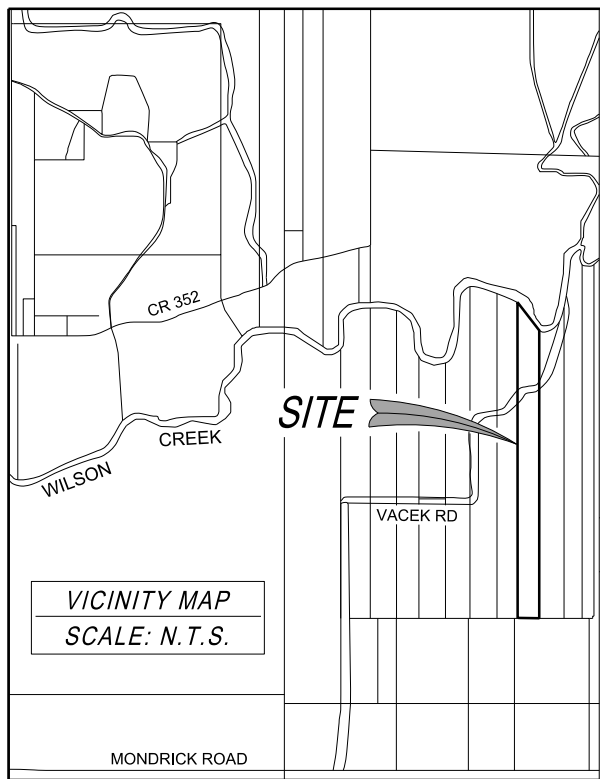 CR 352
SITE
CREEK
WILSON
VACEK RD
VICINITY MAP
SCALE: N.T.S.
MONDRICK ROAD